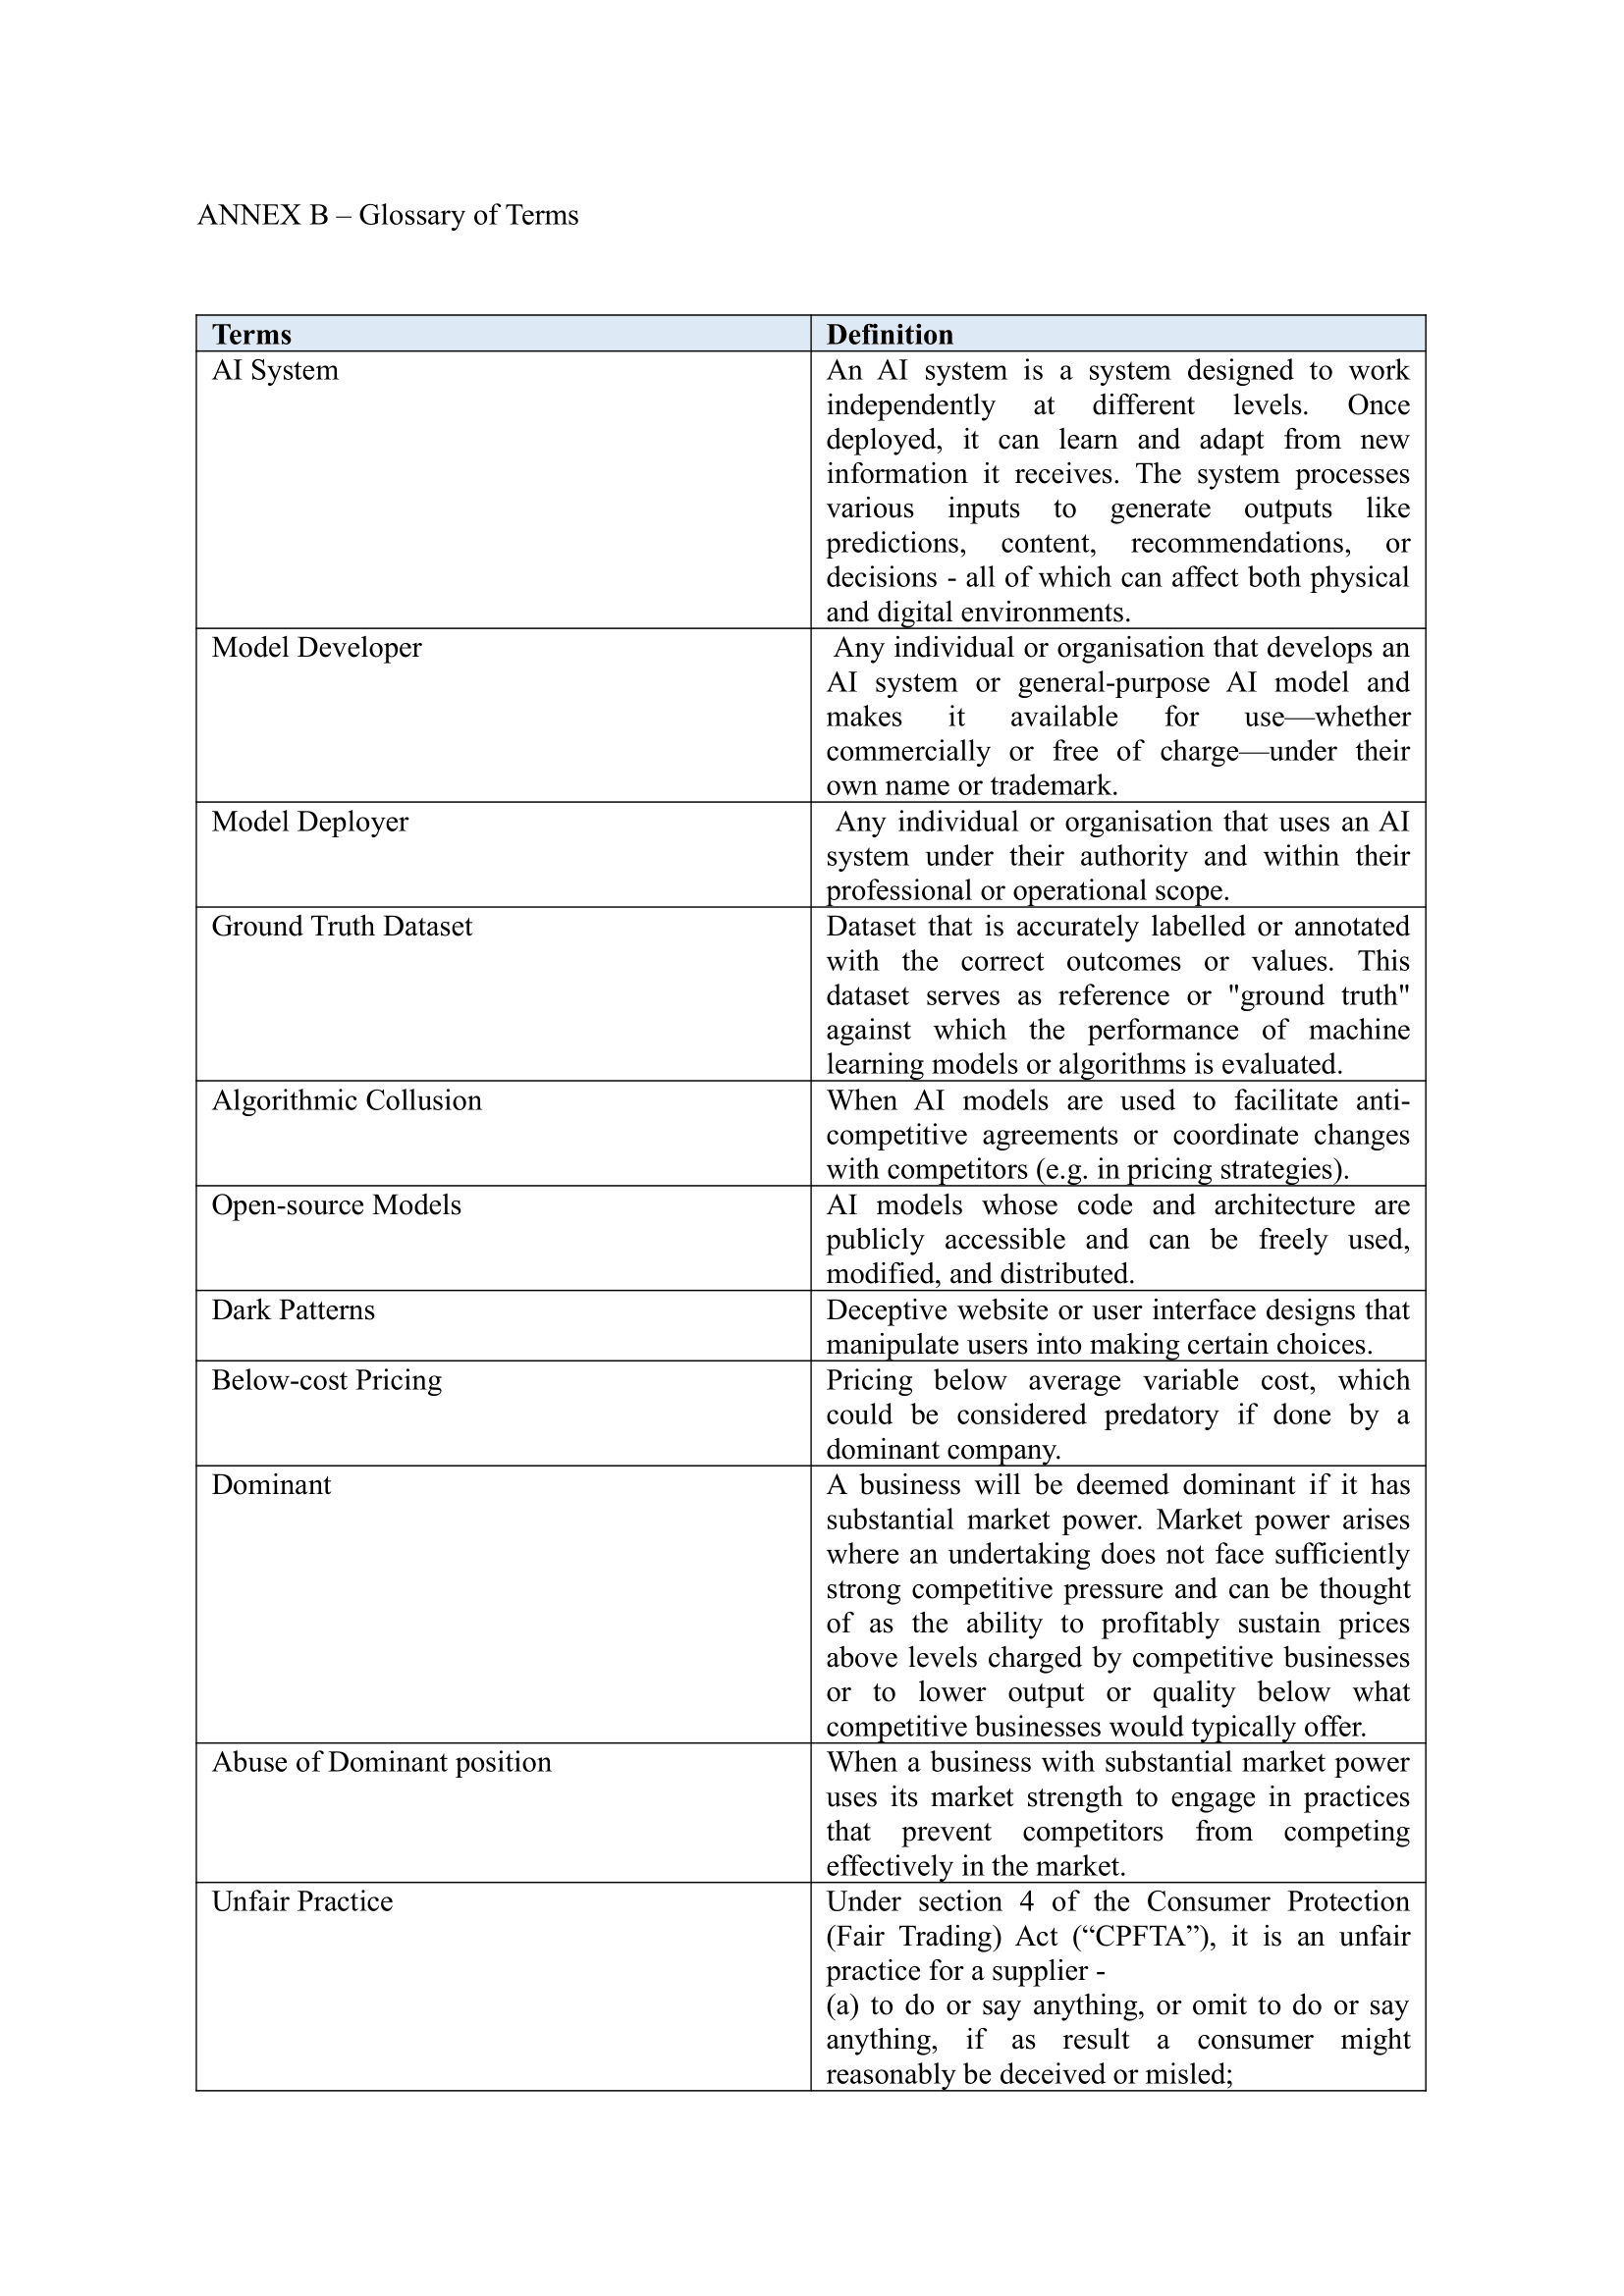 ANNEX B – Glossary of Terms
Terms
Definition
AI System
An AI system is a system designed to work
independently at different levels. Once
deployed, it can learn and adapt from new
information it receives. The system processes
various inputs to generate outputs like
predictions, content, recommendations, or
decisions - all of which can affect both physical
and digital environments.
Model Developer
Any individual or organisation that develops an
AI system or general-purpose AI model and
makes it available for use—whether
commercially or free of charge—under their
own name or trademark.
Model Deployer
Any individual or organisation that uses an AI
system under their authority and within their
professional or operational scope.
Ground Truth Dataset
Dataset that is accurately labelled or annotated
with the correct outcomes or values. This
dataset serves as reference or "ground truth"
against which the performance of machine
learning models or algorithms is evaluated.
Algorithmic Collusion
When AI models are used to facilitate anti-
competitive agreements or coordinate changes
with competitors (e.g. in pricing strategies).
Open-source Models
AI models whose code and architecture are
publicly accessible and can be freely used,
modified, and distributed.
Dark Patterns
Deceptive website or user interface designs that
manipulate users into making certain choices.
Below-cost Pricing
Pricing below average variable cost, which
could be considered predatory if done by a
dominant company.
Dominant
A business will be deemed dominant if it has
substantial market power. Market power arises
where an undertaking does not face sufficiently
strong competitive pressure and can be thought
of as the ability to profitably sustain prices
above levels charged by competitive businesses
or to lower output or quality below what
competitive businesses would typically offer.
Abuse of Dominant position
When a business with substantial market power
uses its market strength to engage in practices
that prevent competitors from competing
effectively in the market.
Unfair Practice
Under section 4 of the Consumer Protection
(Fair Trading) Act (“CPFTA”), it is an unfair
practice for a supplier -
(a) to do or say anything, or omit to do or say
anything, if as result a consumer might
reasonably be deceived or misled;